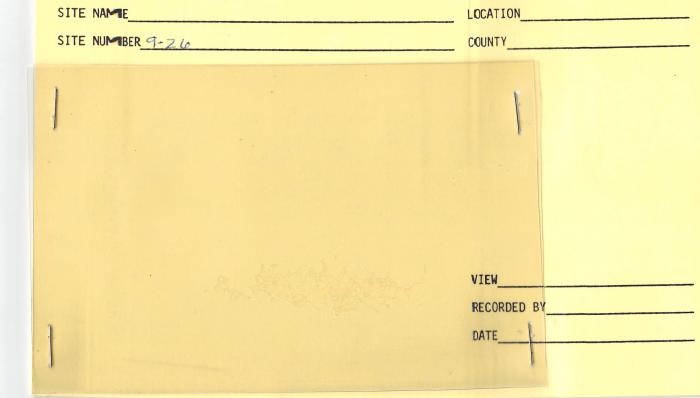 SITE NAME
LOCATION
SITE NUMBER 9-26
COUNTY
VIEW
RECORDED BY
DATE